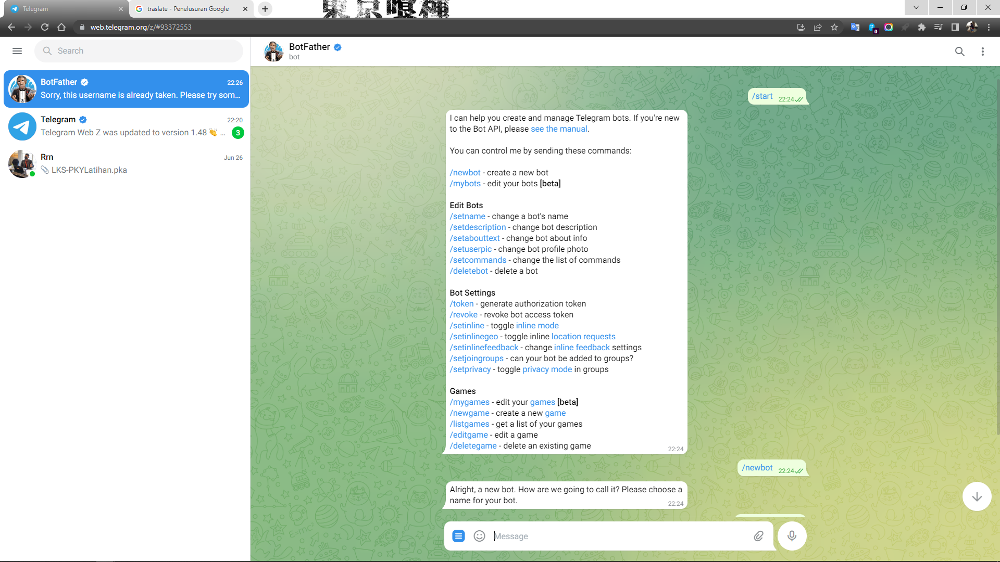 Telegram
traslate - Penelusuran Google
東京喰種
web.telegram.org/z/#93372553
0
Search
BotFather
bot
BotFather 22:26
Sorry, this username is already taken. Please try som...
Telegram 22:20
Telegram Web Z was updated to version 1.48 👏 ... 3
Rrn Jun 26
📎 LKS-PKYLatihan.pka
/start 22:24
I can help you create and manage Telegram bots. If you're new
to the Bot API, please see the manual.
You can control me by sending these commands:
/newbot - create a new bot
/mybots - edit your bots [beta]
Edit Bots
/setname - change a bot's name
/setdescription - change bot description
/setabouttext - change bot about info
/setuserpic - change bot profile photo
/setcommands - change the list of commands
/deletebot - delete a bot
Bot Settings
/token - generate authorization token
/revoke - revoke bot access token
/setinline - toggle inline mode
/setinlinegeo - toggle inline location requests
/setinlinefeedback - change inline feedback settings
/setjoingroups - can your bot be added to groups?
/setprivacy - toggle privacy mode in groups
Games
/mygames - edit your games [beta]
/newgame - create a new game
/listgames - get a list of your games
/editgame - edit a game
/deletegame - delete an existing game
22:24
/newbot 22:24
Alright, a new bot. How are we going to call it? Please choose a
name for your bot.
22:24
Message